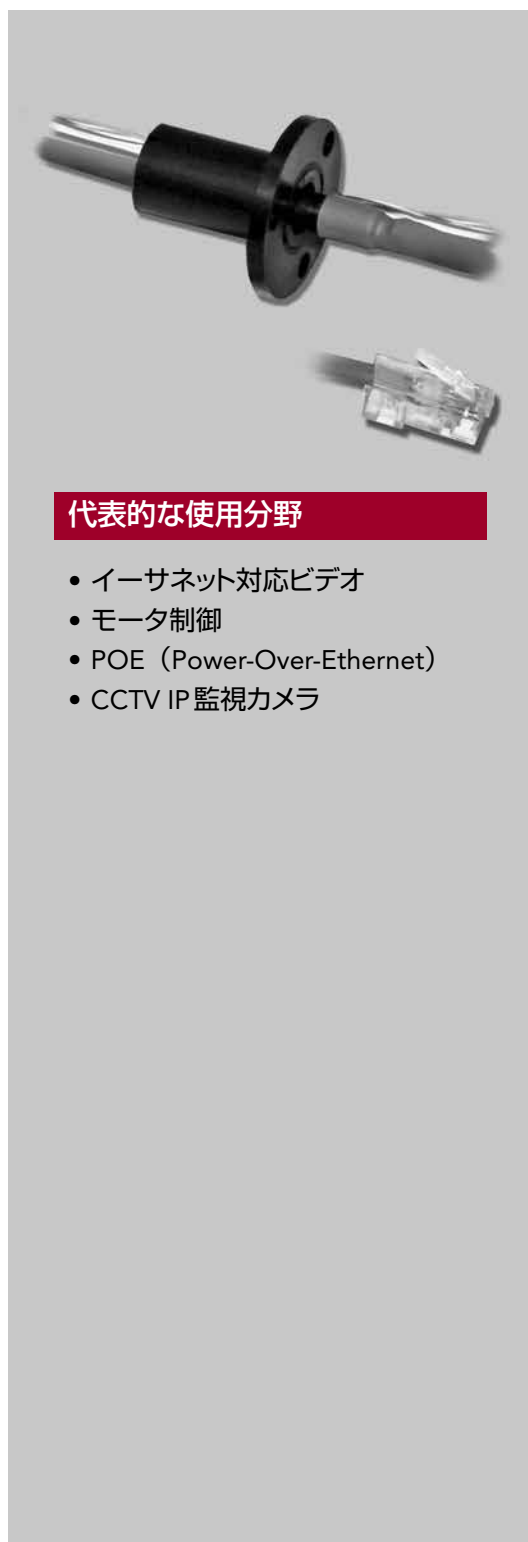 代表的な使用分野
• イーサネット対応ビデオ
• モータ制御
• POE（Power-Over-Ethernet）
• CCTV IP監視カメラ